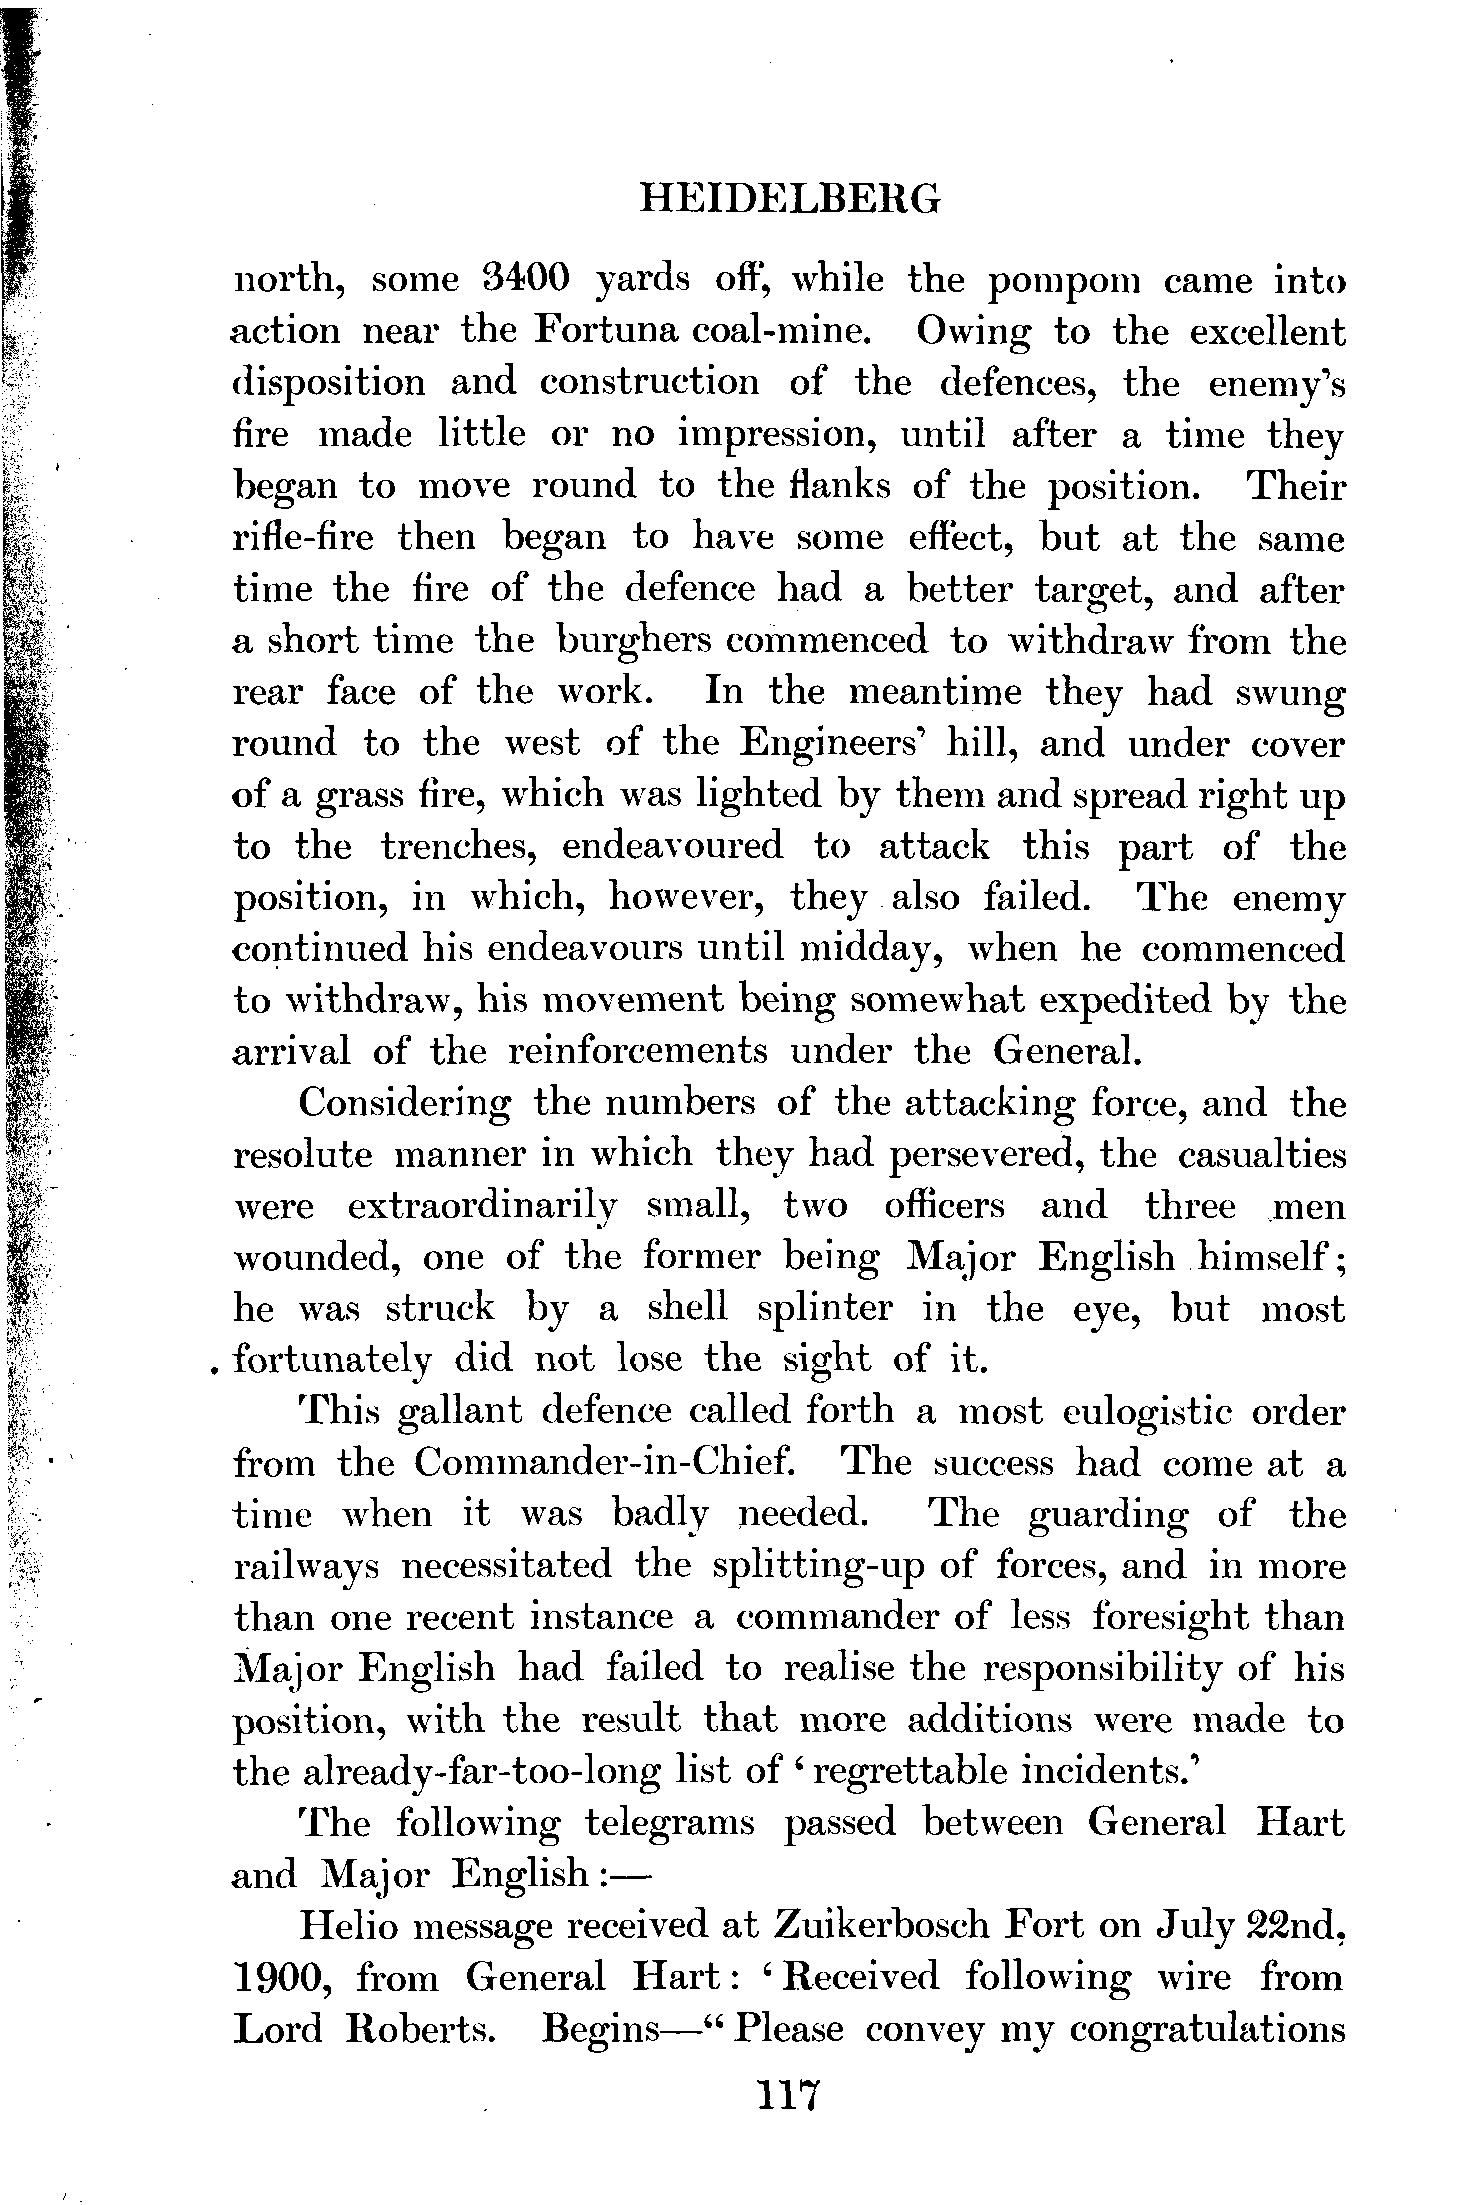 HEIDELBERG
north, some 3400 yards off, while the pompom came into
action near the Fortuna coal-mine. Owing to the excellent
disposition and construction of the defences, the enemy's
fire made little or no impression, until after a time they
began to move round to the flanks of the position. Their
rifle-fire then began to have some effect, but at the same
time the fire of the defence had a better target, and after
a short time the burghers commenced to withdraw from the
rear face of the work. In the meantime they had swung
round to the west of the Engineers' hill, and under cover
of a grass fire, which was lighted by them and spread right up
to the trenches, endeavoured to attack this part of the
position, in which, however, they also failed. The enemy
continued his endeavours until midday, when he commenced
to withdraw, his movement being somewhat expedited by the
arrival of the reinforcements under the General.
Considering the numbers of the attacking force, and the
resolute manner in which they had persevered, the casualties
were extraordinarily small, two officers and three men
wounded, one of the former being Major English himself;
he was struck by a shell splinter in the eye, but most
fortunately did not lose the sight of it.
This gallant defence called forth a most eulogistic order
from the Commander-in-Chief. The success had come at a
time when it was badly needed. The guarding of the
railways necessitated the splitting-up of forces, and in more
than one recent instance a commander of less foresight than
Major English had failed to realise the responsibility of his
position, with the result that more additions were made to
the already-far-too-long list of 'regrettable incidents.'
The following telegrams passed between General Hart
and Major English:—
Helio message received at Zuikerbosch Fort on July 22nd,
1900, from General Hart: 'Received following wire from
Lord Roberts. Begins—"Please convey my congratulations
117